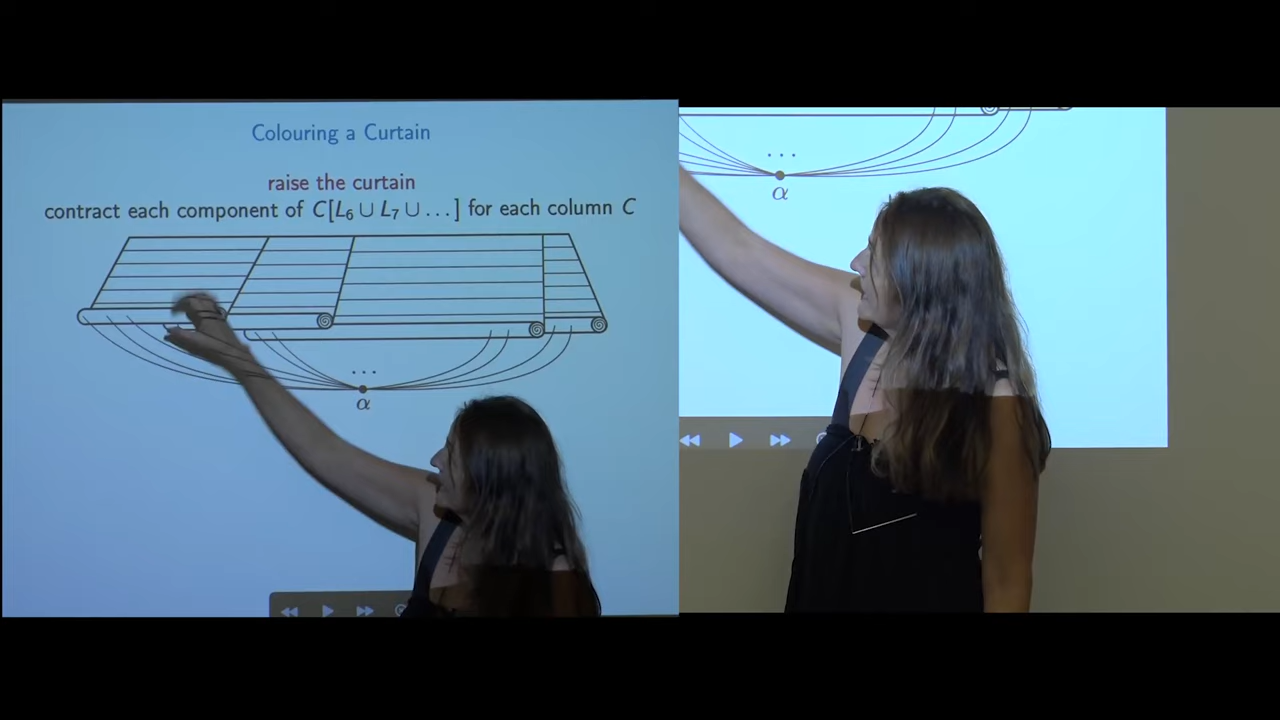 Colouring a Curtain
raise the curtain
contract each component of C[L₆ ∪ L₇ ∪ ...] for each column C
...
α
...
α